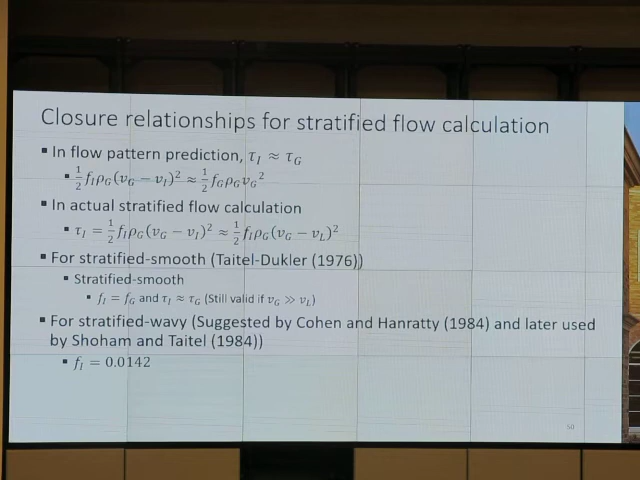 Closure relationships for stratified flow calculation
▪ In flow pattern prediction, τ_I ≈ τ_G
▪ 1/2 f_I ρ_G (v_G − v_I)² ≈ 1/2 f_G ρ_G v_G²
▪ In actual stratified flow calculation
▪ τ_I = 1/2 f_I ρ_G (v_G − v_I)² ≈ 1/2 f_I ρ_G (v_G − v_L)²
▪ For stratified-smooth (Taitel-Dukler (1976))
▪ Stratified-smooth
▪ f_I = f_G and τ_I ≈ τ_G (Still valid if v_G ≫ v_L)
▪ For stratified-wavy (Suggested by Cohen and Hanratty (1984) and later used
by Shoham and Taitel (1984))
▪ f_I = 0.0142
50